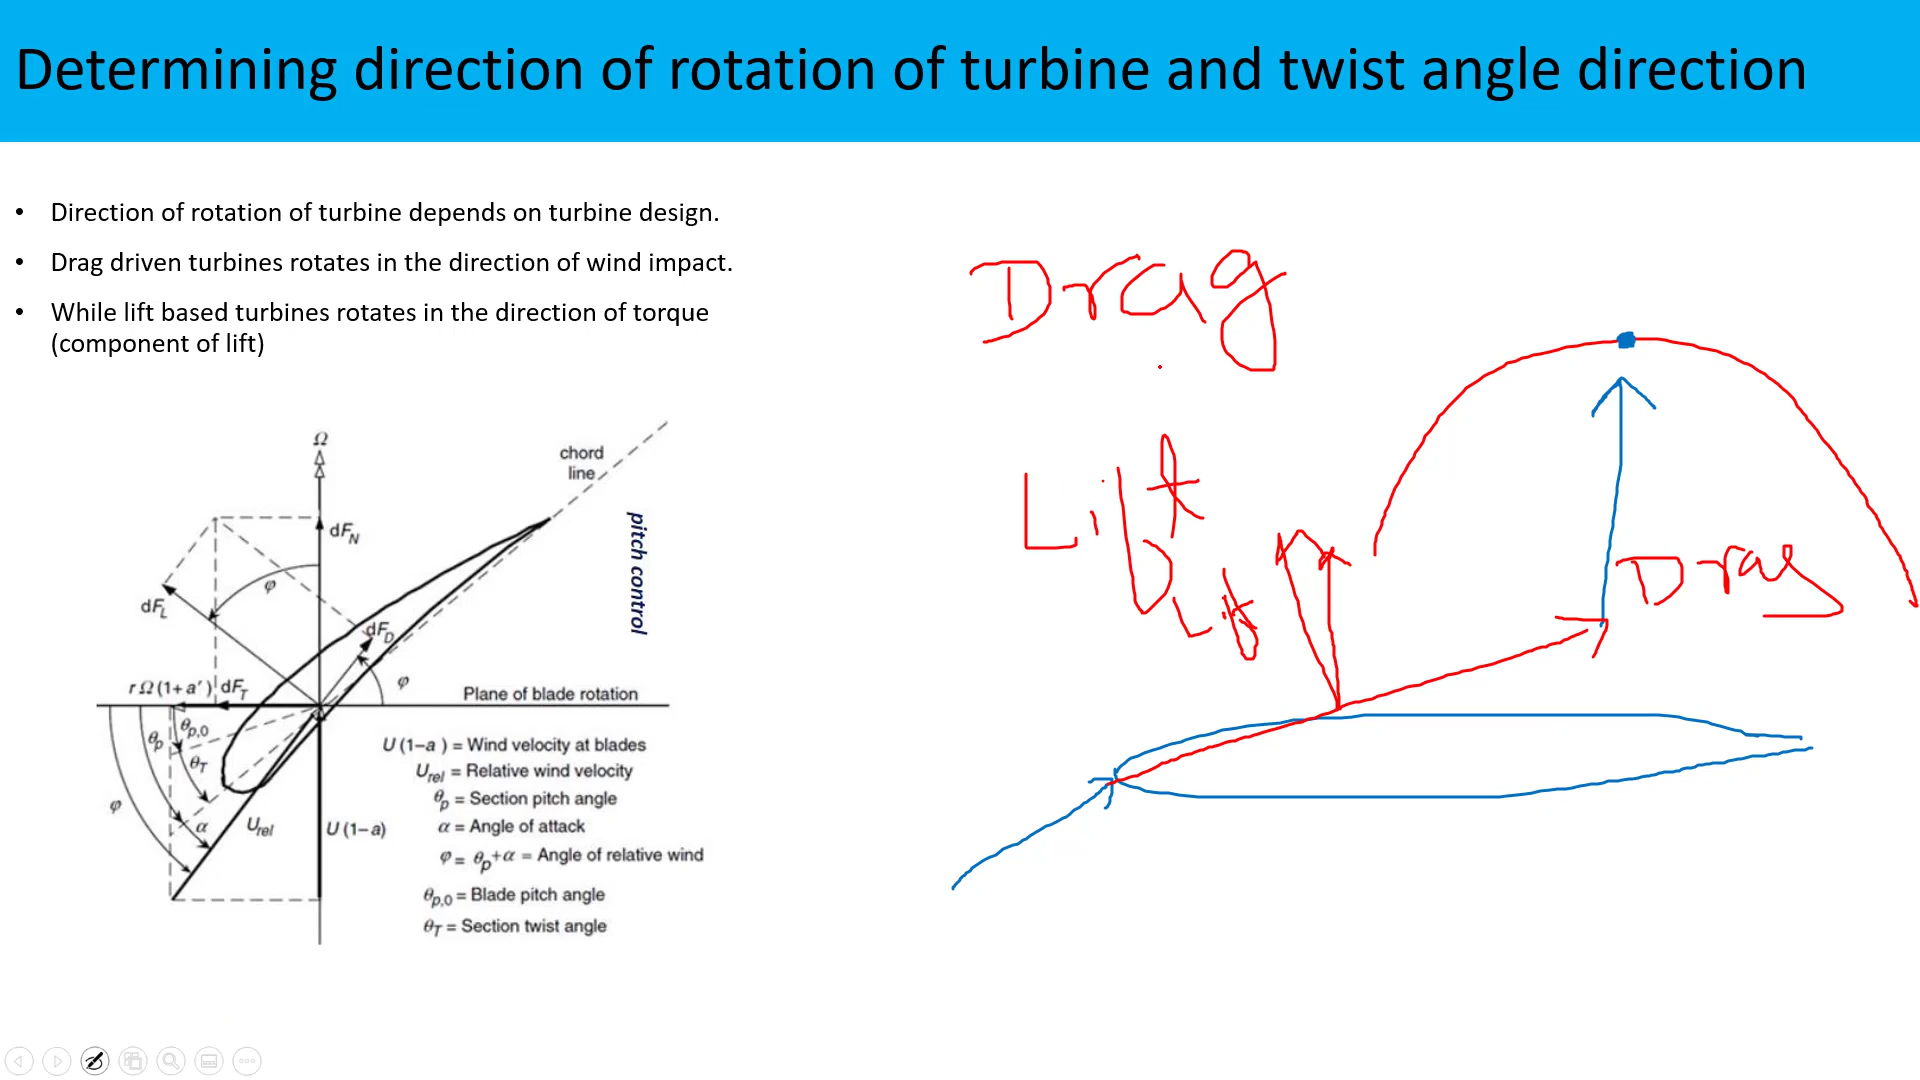 Determining direction of rotation of turbine and twist angle direction
• Direction of rotation of turbine depends on turbine design.
• Drag driven turbines rotates in the direction of wind impact.
• While lift based turbines rotates in the direction of torque
(component of lift)
Ω
chord
line
dF_N
pitch control
φ
dF_L
dF_D
φ
rΩ(1+a') dF_T
Plane of blade rotation
θ_p,0
θ_p
θ_T
φ
α
U_rel
U(1−a)
U(1−a) = Wind velocity at blades
U_rel = Relative wind velocity
θ_p = Section pitch angle
α = Angle of attack
φ = θ_p+α = Angle of relative wind
θ_p,0 = Blade pitch angle
θ_T = Section twist angle
Drag
Lift
Lift
Drag